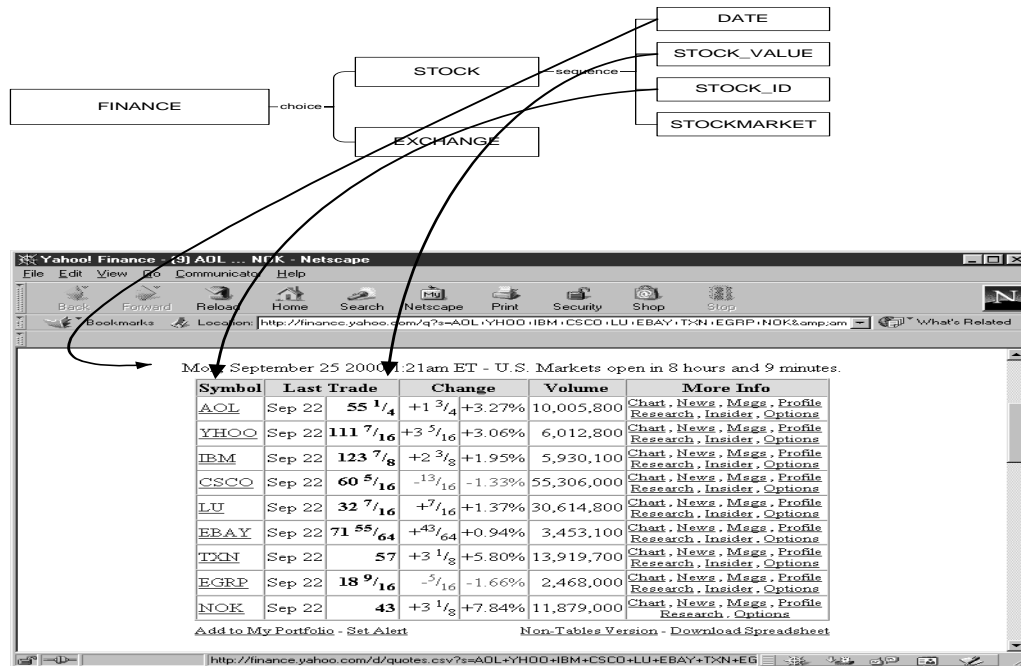 DATE
STOCK_VALUE
STOCK sequence
STOCK_ID
FINANCE choice
STOCKMARKET
EXCHANGE
Yahoo! Finance - (9) AOL ... NOK - Netscape
File Edit View Go Communicator Help
Back Forward Reload Home Search Netscape Print Security Shop Stop
My
N
Bookmarks Location: http://finance.yahoo.com/q?s=AOL+YHOO+IBM+CSCO+LU+EBAY+TXN+EGRP+NOK&amp;am What's Related
Mon September 25 2000 1:21am ET - U.S. Markets open in 8 hours and 9 minutes.
Symbol Last Trade Change Volume More Info
AOL Sep 22 55 1/4 +1 3/4 +3.27% 10,005,800 Chart, News, Msgs, Profile
Research, Insider, Options
YHOO Sep 22 111 7/16 +3 5/16 +3.06% 6,012,800 Chart, News, Msgs, Profile
Research, Insider, Options
IBM Sep 22 123 7/8 +2 3/8 +1.95% 5,930,100 Chart, News, Msgs, Profile
Research, Insider, Options
CSCO Sep 22 60 5/16 -13/16 -1.33% 55,306,000 Chart, News, Msgs, Profile
Research, Insider, Options
LU Sep 22 32 7/16 +7/16 +1.37% 30,614,800 Chart, News, Msgs, Profile
Research, Insider, Options
EBAY Sep 22 71 55/64 +43/64 +0.94% 3,453,100 Chart, News, Msgs, Profile
Research, Insider, Options
TXN Sep 22 57 +3 1/8 +5.80% 13,919,700 Chart, News, Msgs, Profile
Research, Insider, Options
EGRP Sep 22 18 9/16 -5/16 -1.66% 2,468,000 Chart, News, Msgs, Profile
Research, Insider, Options
NOK Sep 22 43 +3 1/8 +7.84% 11,879,000 Chart, News, Msgs, Profile
Research, Options
Add to My Portfolio - Set Alert Non-Tables Version - Download Spreadsheet
http://finance.yahoo.com/d/quotes.csv?s=AOL+YHOO+IBM+CSCO+LU+EBAY+TXN+EG